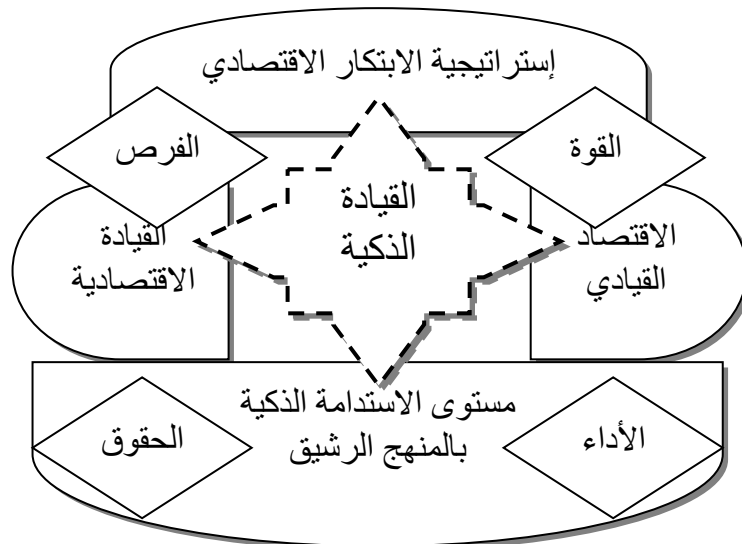 إستراتيجية الابتكار الاقتصادي
القوة
الفرص
القيادة
الذكية
الاقتصاد
القيادي
القيادة
الاقتصادية
مستوى الاستدامة الذكية
بالمنهج الرشيق
الأداء
الحقوق